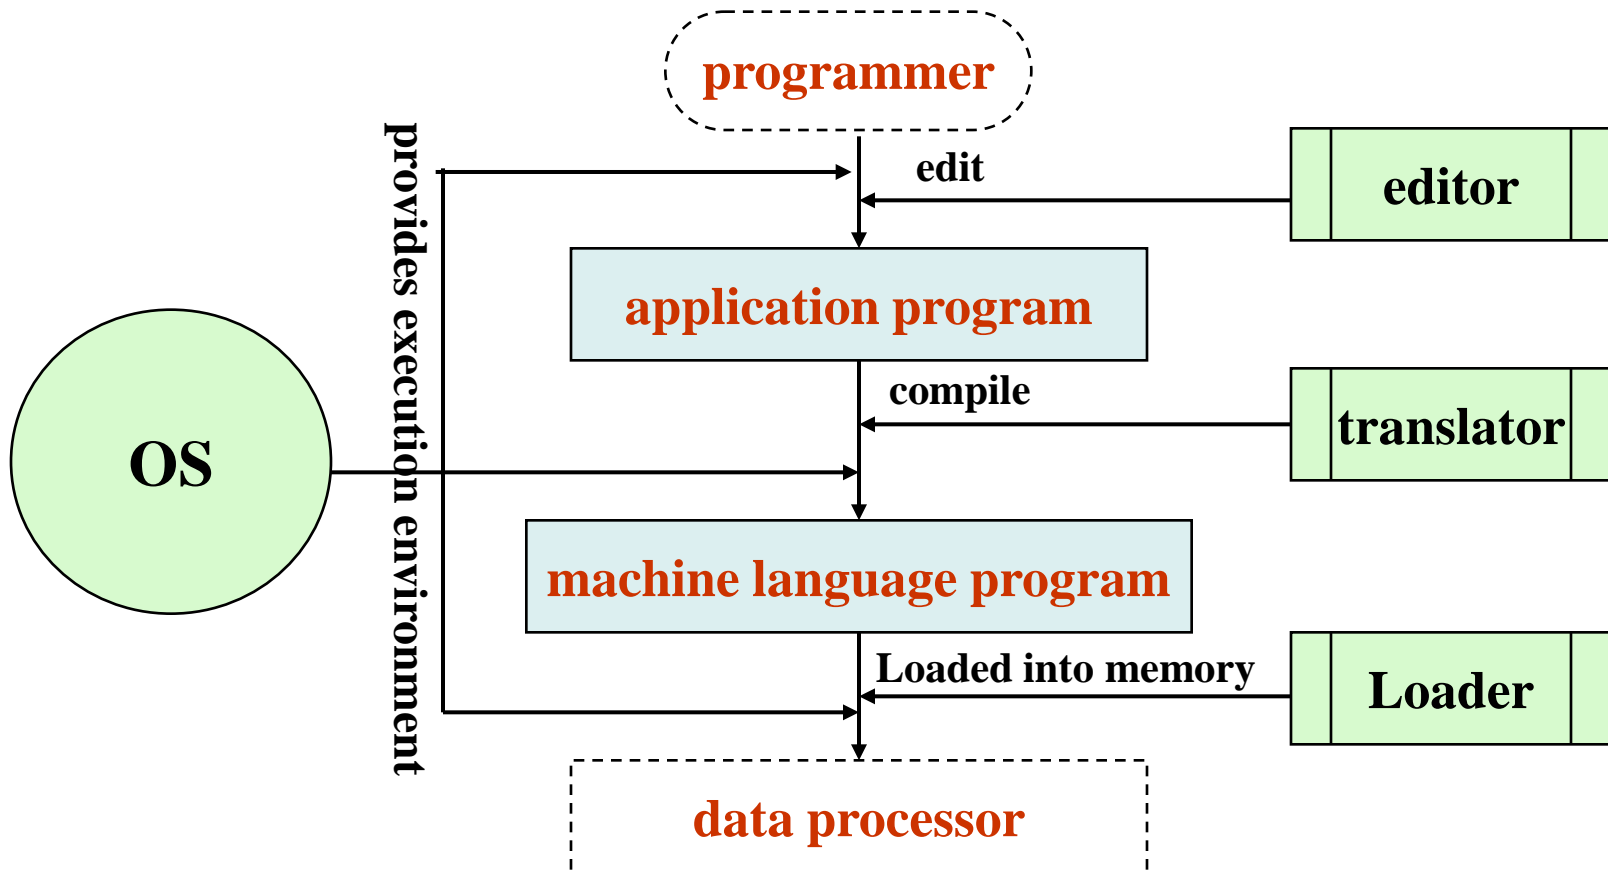 programmer
edit
editor
application program
compile
translator
OS
provides execution environment
machine language program
Loaded into memory
Loader
data processor